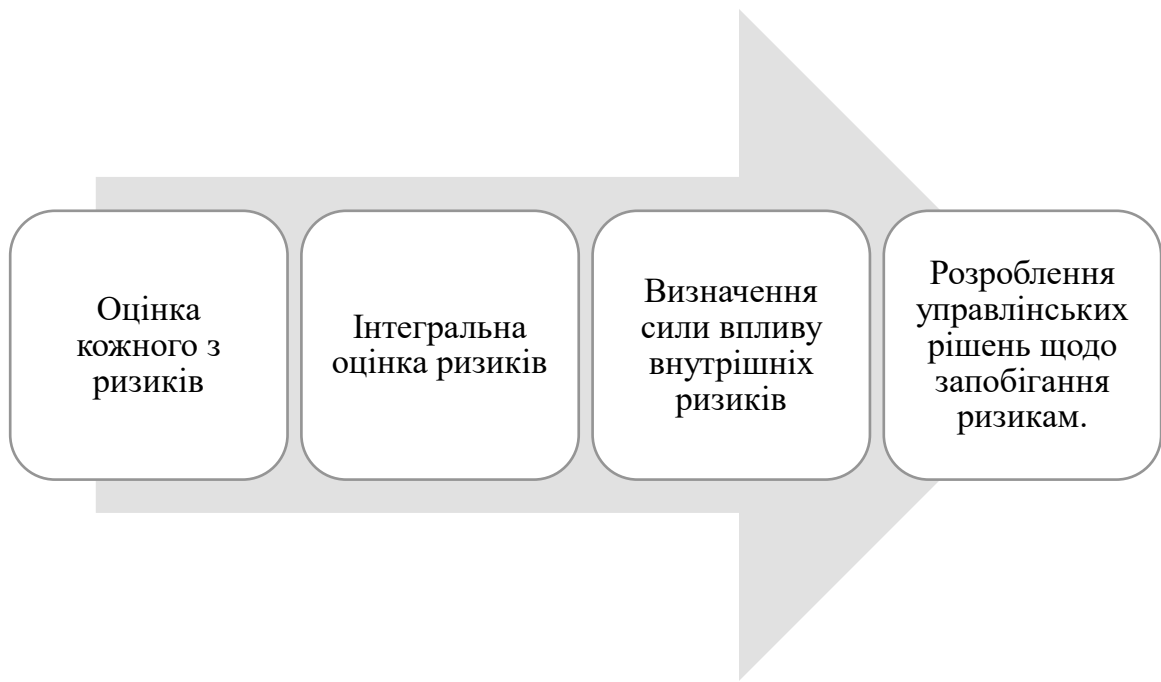 Оцінка
кожного з
ризиків
Інтегральна
оцінка ризиків
Визначення
сили впливу
внутрішніх
ризиків
Розроблення
управлінських
рішень щодо
запобігання
ризикам.